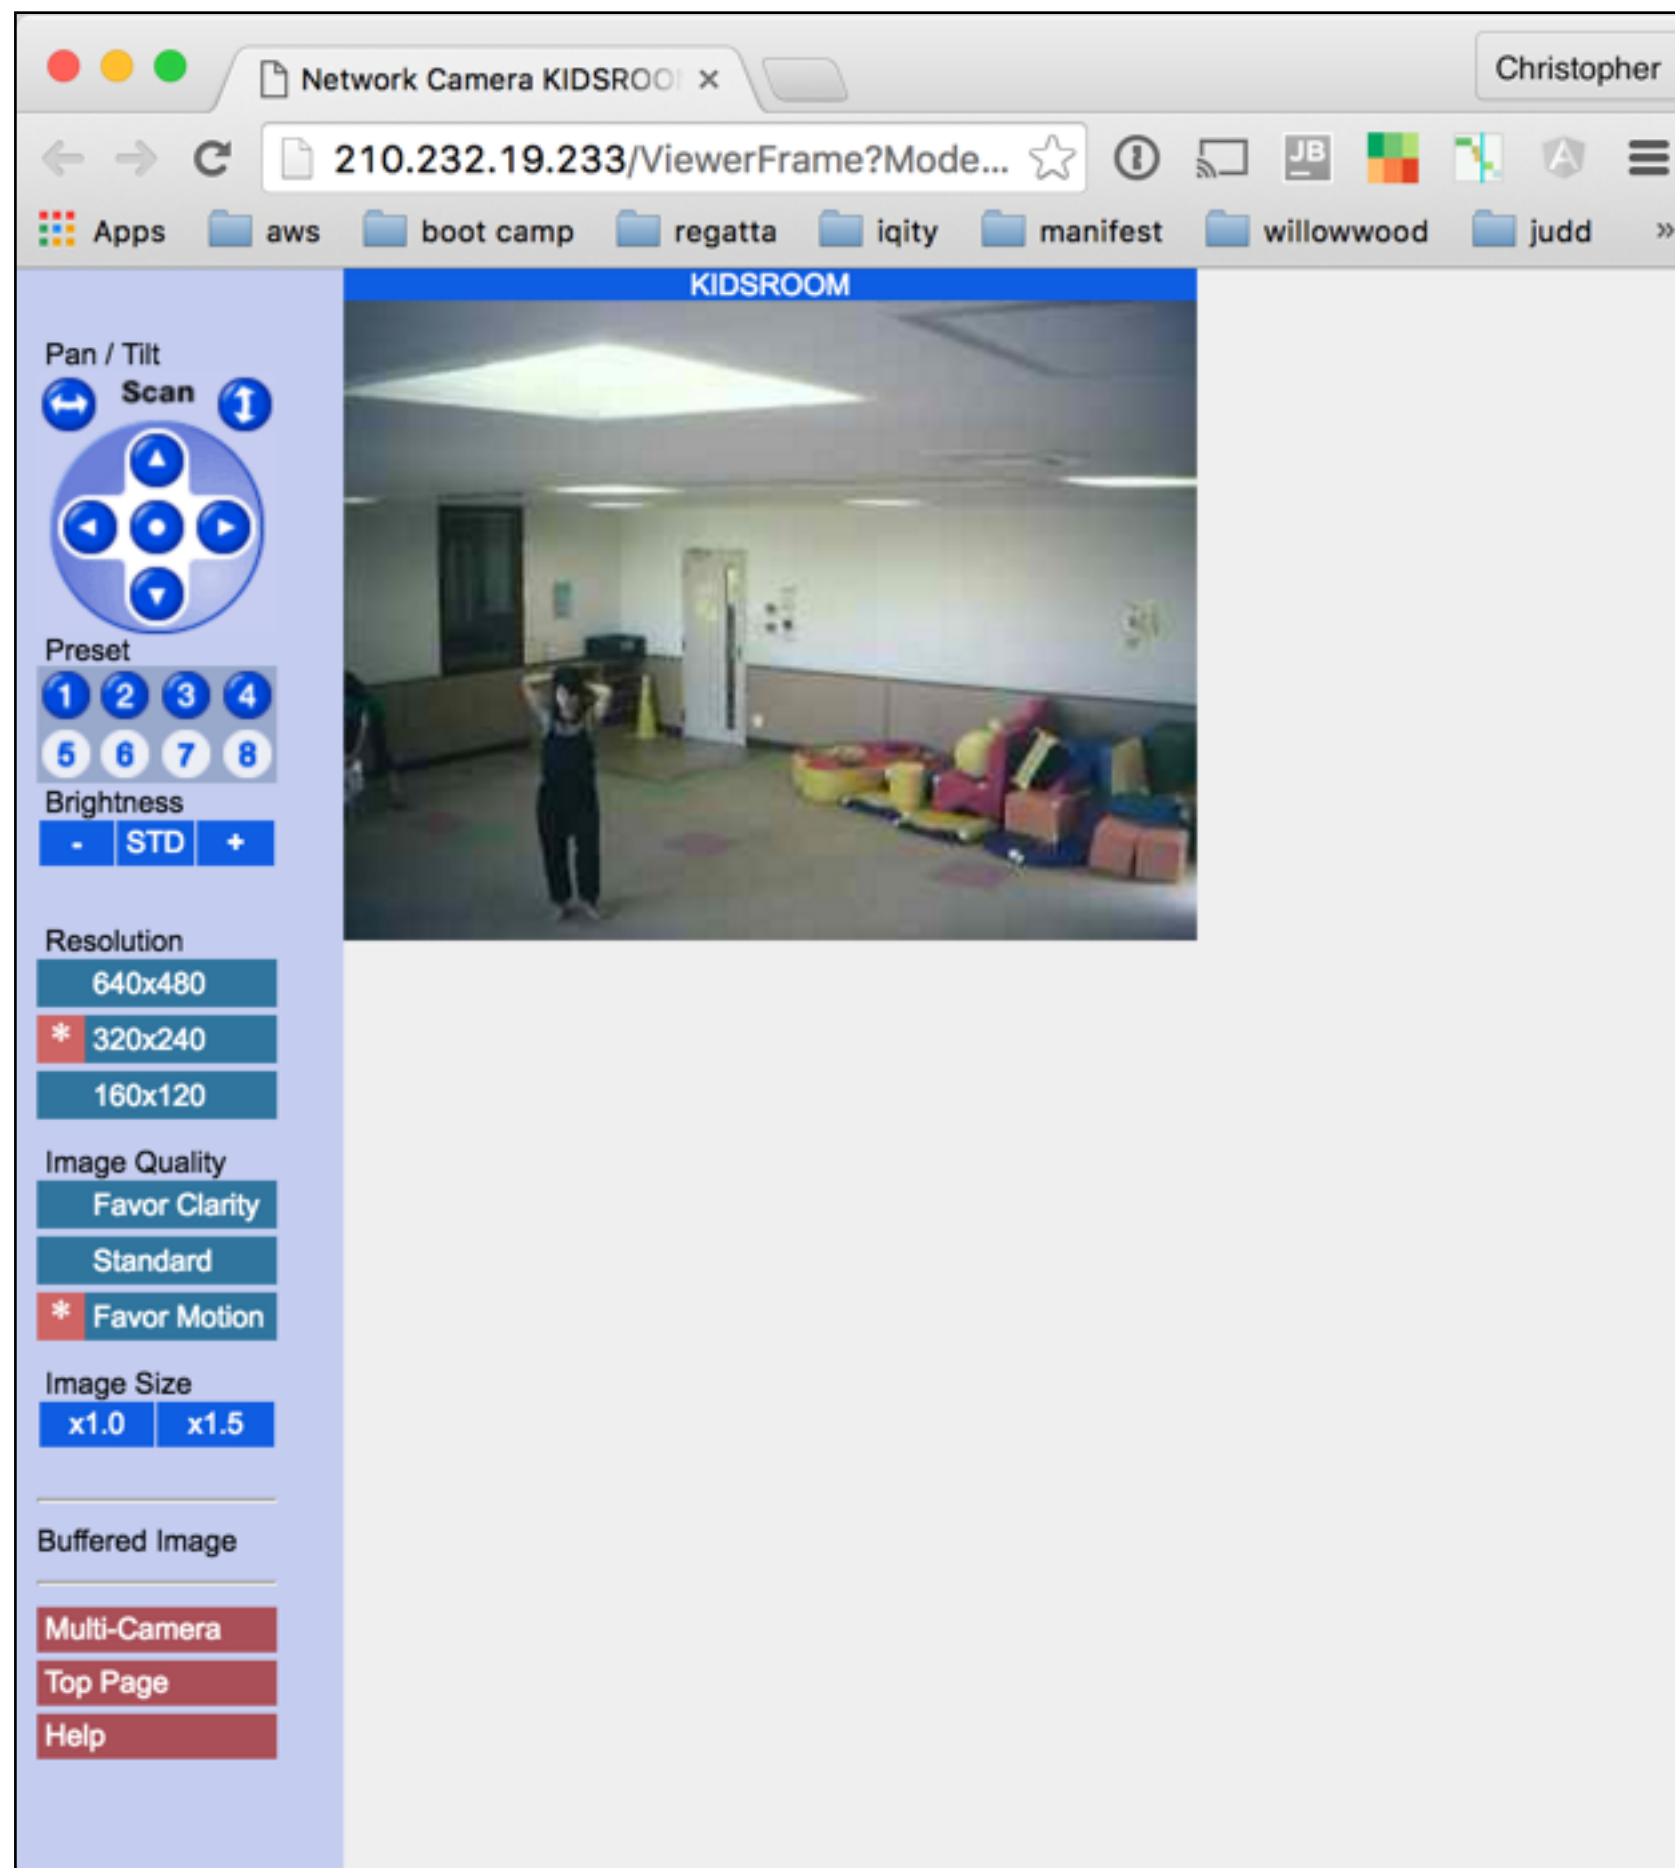 Network Camera KIDSROO
Christopher
210.232.19.233/ViewerFrame?Mode...
JB
Apps aws boot camp regatta iqity manifest willowwood judd »
KIDSROOM
Pan / Tilt
Scan
Preset
1 2 3 4
5 6 7 8
Brightness
- STD +
Resolution
640x480
* 320x240
160x120
Image Quality
Favor Clarity
Standard
* Favor Motion
Image Size
x1.0 x1.5
Buffered Image
Multi-Camera
Top Page
Help